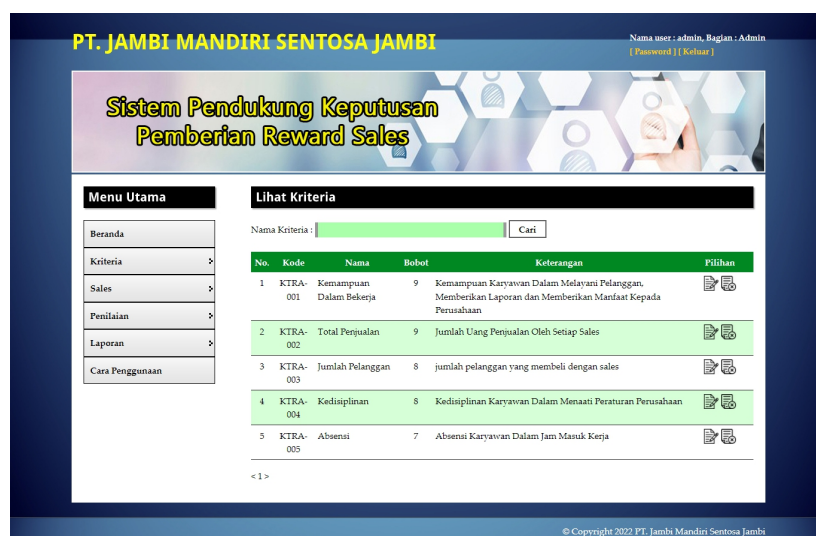 PT. JAMBI MANDIRI SENTOSA JAMBI
Nama user : admin, Bagian : Admin
[ Password ] [ Keluar ]
Sistem Pendukung Keputusan
Pemberian Reward Sales
Menu Utama
Beranda
Kriteria
Sales
Penilaian
Laporan
Cara Penggunaan
Lihat Kriteria
Nama Kriteria : Cari
No. Kode Nama Bobot Keterangan Pilihan
1 KTRA- Kemampuan 9 Kemampuan Karyawan Dalam Melayani Pelanggan,
001 Dalam Bekerja Memberikan Laporan dan Memberikan Manfaat Kepada
Perusahaan
2 KTRA- Total Penjualan 9 Jumlah Uang Penjualan Oleh Setiap Sales
002
3 KTRA- Jumlah Pelanggan 8 jumlah pelanggan yang membeli dengan sales
003
4 KTRA- Kedisiplinan 8 Kedisiplinan Karyawan Dalam Menaati Peraturan Perusahaan
004
5 KTRA- Absensi 7 Absensi Karyawan Dalam Jam Masuk Kerja
005
< 1 >
© Copyright 2022 PT. Jambi Mandiri Sentosa Jambi